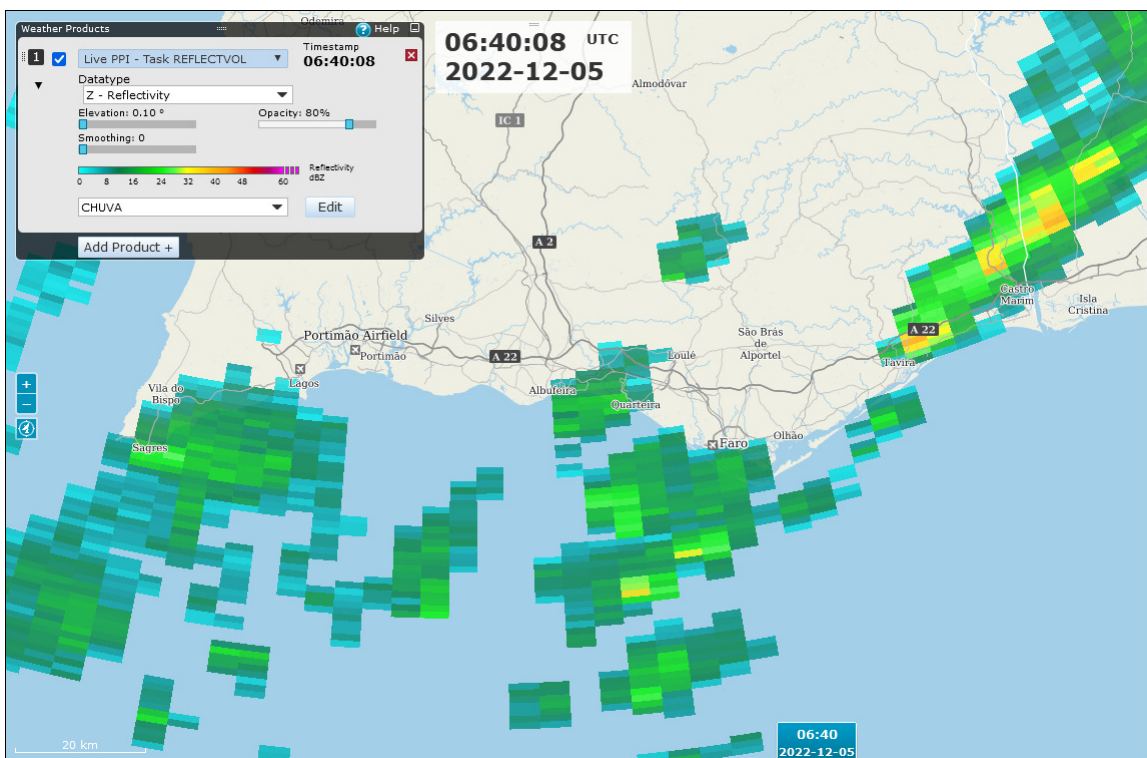 Odemira
Weather Products
Help
1
Live PPI - Task REFLECTVOL
Timestamp
06:40:08
Datatype
Z - Reflectivity
Elevation: 0.10 °
Opacity: 80%
Smoothing: 0
Reflectivity
dBZ
0 8 16 24 32 40 48 60
CHUVA
Edit
Add Product +
06:40:08 UTC
2022-12-05
Almodôvar
IC 1
A 2
Castro
Marim
Isla
Cristina
Silves
Portimão Airfield
Portimão
A 22
São Brás
de
Alportel
A 22
Loulé
Tavira
Lagos
Vila do
Bispo
Albufeira
Quarteira
Sagres
Faro
Olhão
+
−
20 km
06:40
2022-12-05